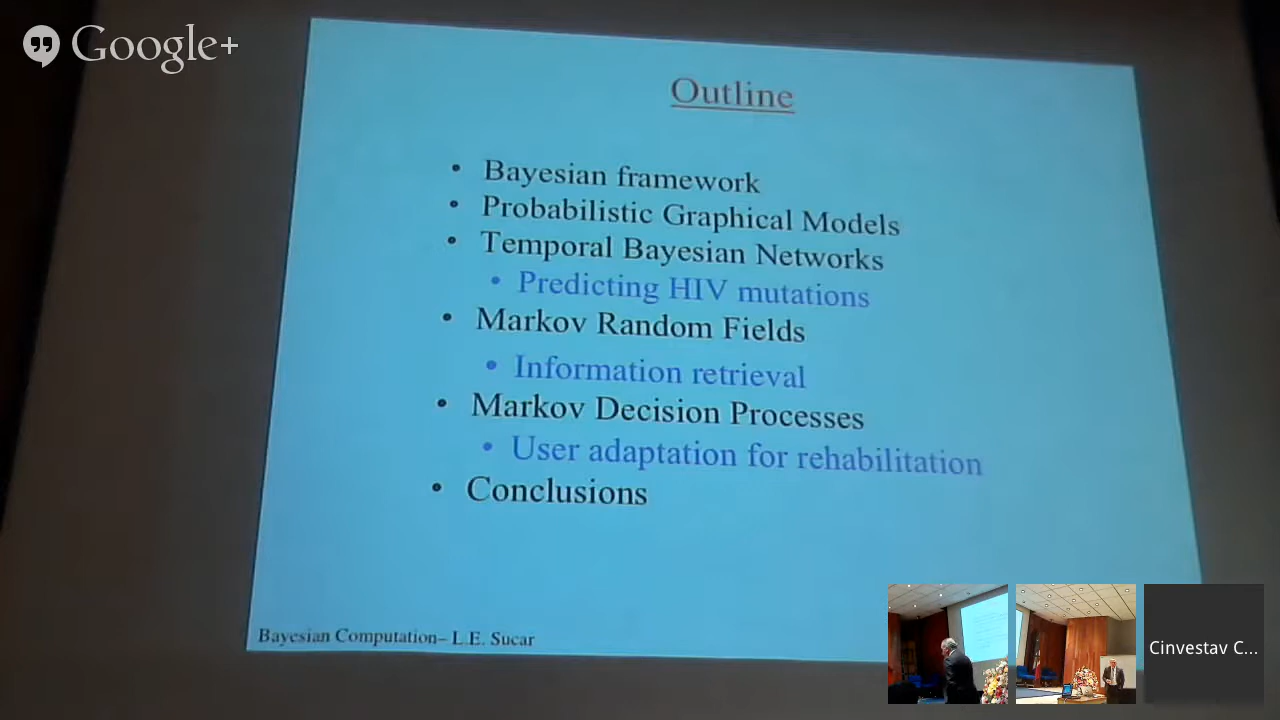 Google+
Outline
• Bayesian framework
• Probabilistic Graphical Models
• Temporal Bayesian Networks
• Predicting HIV mutations
• Markov Random Fields
• Information retrieval
• Markov Decision Processes
• User adaptation for rehabilitation
• Conclusions
Bayesian Computation– L.E. Sucar
Cinvestav C...